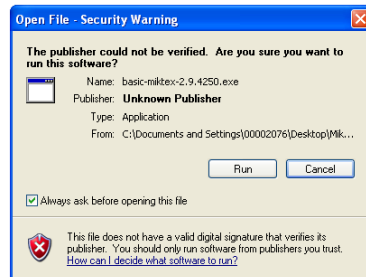 Open File - Security Warning
The publisher could not be verified. Are you sure you want to
run this software?
Name: basic-miktex-2.9.4250.exe
Publisher: Unknown Publisher
Type: Application
From: C:\Documents and Settings\00002076\Desktop\Mik...
Run Cancel
Always ask before opening this file
This file does not have a valid digital signature that verifies its
publisher. You should only run software from publishers you trust.
How can I decide what software to run?